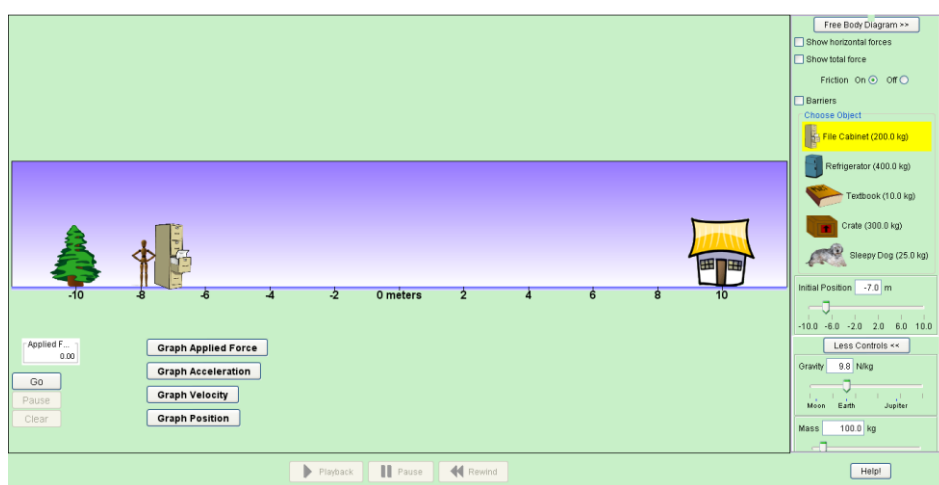 Free Body Diagram >>
Show horizontal forces
Show total force
Friction On Off
Barriers
Choose Object
File Cabinet (200.0 kg)
Refrigerator (400.0 kg)
Textbook (10.0 kg)
Crate (300.0 kg)
Sleepy Dog (25.0 kg)
-10 -8 -6 -4 -2 0 meters 2 4 6 8 10
Initial Position -7.0 m
-10.0 -6.0 -2.0 2.0 6.0 10.0
Applied F...
0.00
Go
Pause
Clear
Graph Applied Force
Graph Acceleration
Graph Velocity
Graph Position
Less Controls <<
Gravity 9.8 N/kg
Moon Earth Jupiter
Mass 100.0 kg
Playback Pause Rewind
Help!